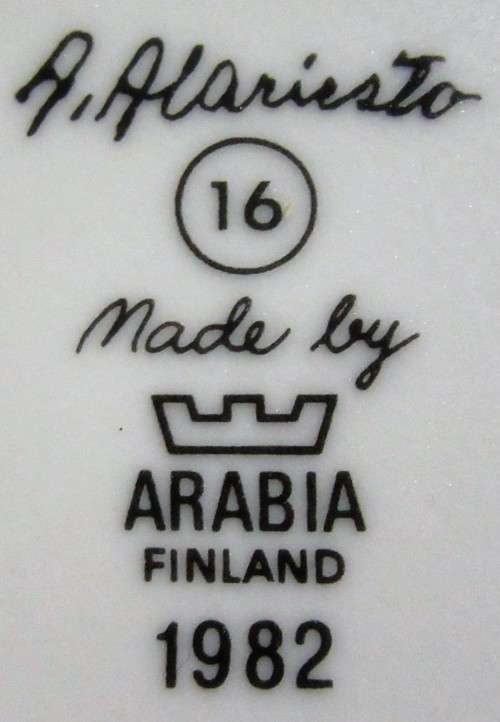 A. Alariesto
16
Made by
ARABIA
FINLAND
1982